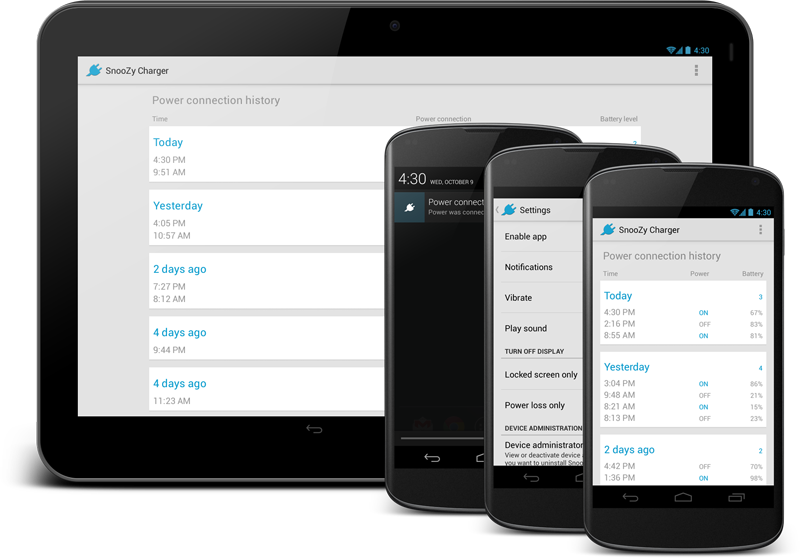 4:30
SnooZy Charger
Power connection history
Time Power connection Battery level
Today
4:30 PM
9:51 AM
Yesterday
4:05 PM
10:57 AM
2 days ago
7:27 PM
8:12 AM
4 days ago
9:44 PM
4 days ago
11:23 AM
4:30 WED, OCTOBER 9
Power connect
Power was connec
Settings
Enable app
Notifications
Vibrate
Play sound
TURN OFF DISPLAY
Locked screen only
Power loss only
DEVICE ADMINISTRATION
Device administrator
View or deactivate device a
you want to uninstall Snoo
4:30
SnooZy Charger
Power connection history
Time Power Battery
Today 3
4:30 PM ON 67%
2:16 PM OFF 83%
8:55 AM ON 81%
Yesterday 4
3:04 PM ON 86%
9:48 AM OFF 21%
8:21 AM ON 15%
8:13 PM OFF 23%
2 days ago 2
4:42 PM OFF 70%
1:36 PM ON 98%